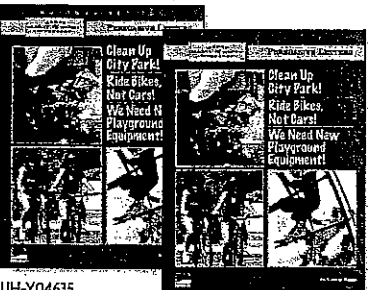 Clean Up
City Park!
Ride Bikes,
Not Cars!
We Need N
Playground
Equipment!
Clean Up
City Park!
Ride Bikes,
Not Cars!
We Need New
Playground
Equipment!
UH-Y04635